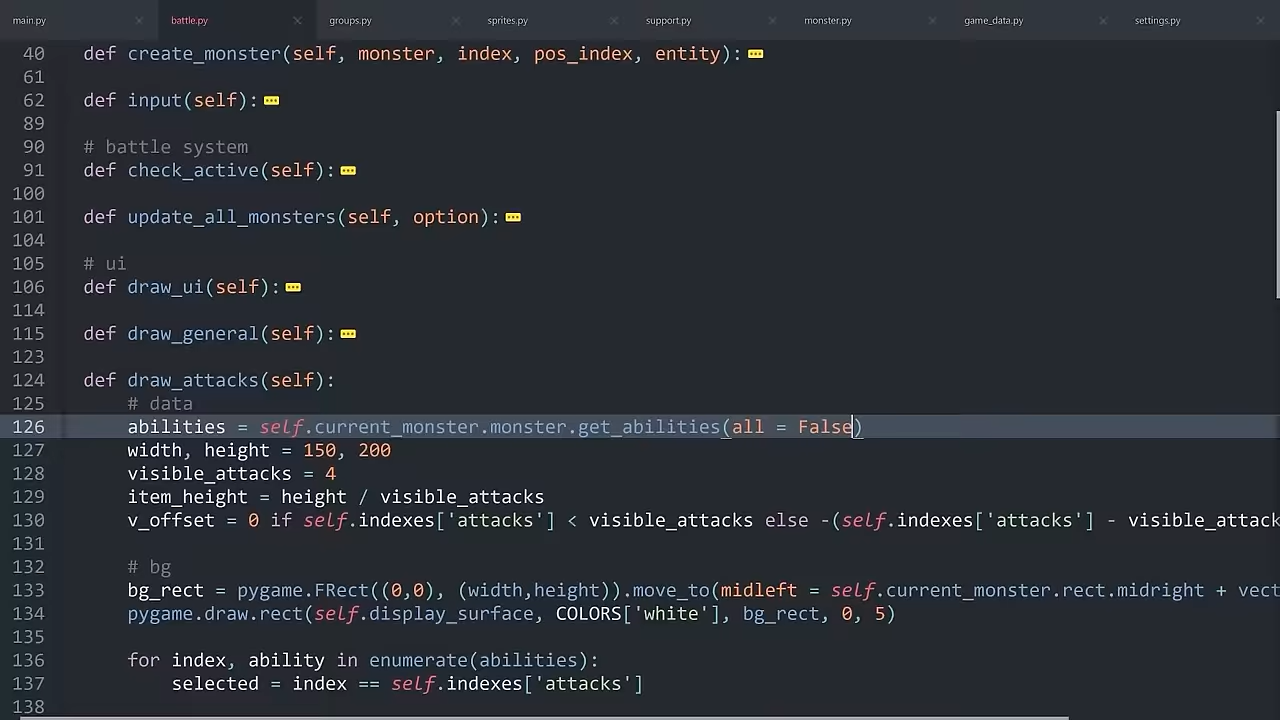 main.py × battle.py × groups.py × sprites.py × support.py × monster.py × game_data.py × settings.py ×
40 def create_monster(self, monster, index, pos_index, entity):
61
62 def input(self):
89
90 # battle system
91 def check_active(self):
100
101 def update_all_monsters(self, option):
104
105 # ui
106 def draw_ui(self):
114
115 def draw_general(self):
123
124 def draw_attacks(self):
125 # data
126 abilities = self.current_monster.monster.get_abilities(all = False)
127 width, height = 150, 200
128 visible_attacks = 4
129 item_height = height / visible_attacks
130 v_offset = 0 if self.indexes['attacks'] < visible_attacks else -(self.indexes['attacks'] - visible_attack
131
132 # bg
133 bg_rect = pygame.FRect((0,0), (width,height)).move_to(midleft = self.current_monster.rect.midright + vect
134 pygame.draw.rect(self.display_surface, COLORS['white'], bg_rect, 0, 5)
135
136 for index, ability in enumerate(abilities):
137 selected = index == self.indexes['attacks']
138